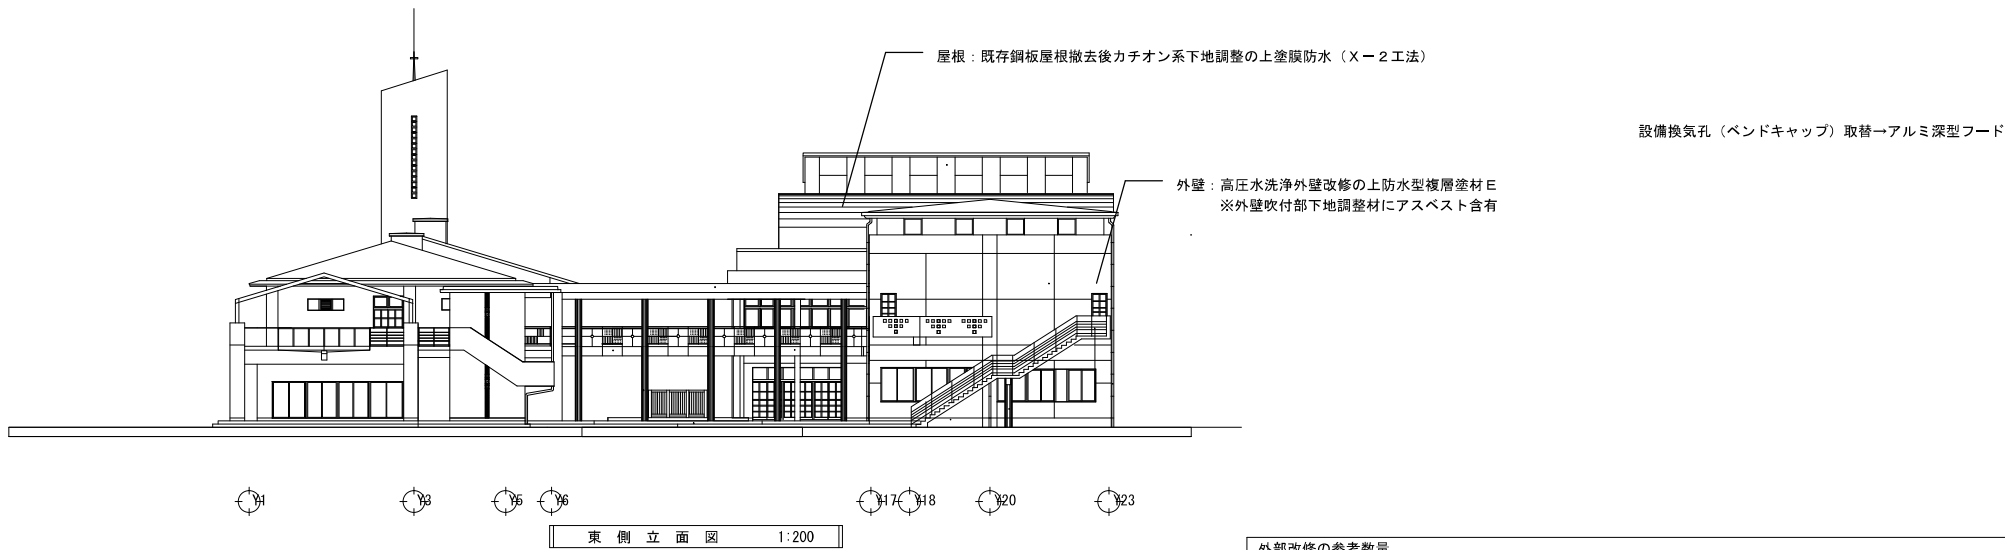 屋根：既存鋼板屋根撤去後カチオン系下地調整の上塗膜防水（Ｘー２工法）
設備換気孔（ベンドキャップ）取替→アルミ深型フード
外壁：高圧水洗浄外壁改修の上防水型複層塗材Ｅ
※外壁吹付部下地調整材にアスベスト含有
Y1 Y3 Y5 Y6 Y17 Y18 Y20 Y23
東側立面図 1:200
外部改修の参考数量